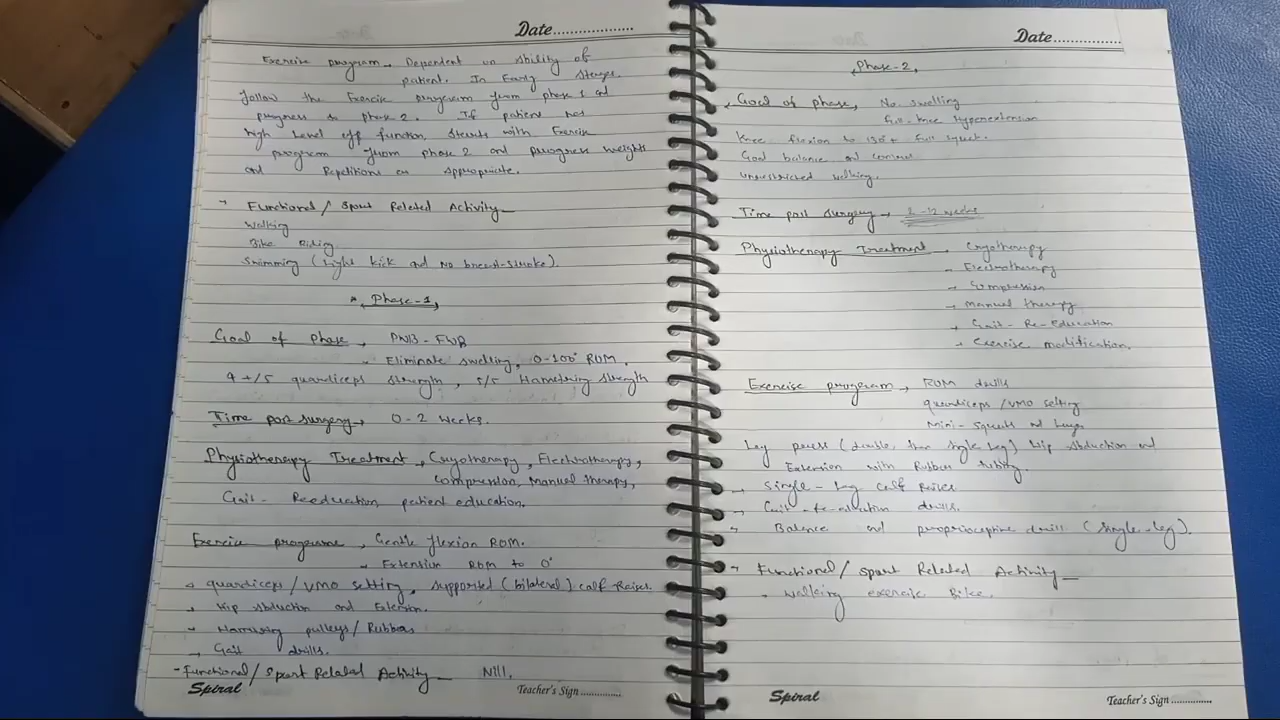 Date....................
Exercise program → Dependent on Ability of
patient. In Early stages.
follow the Exercise program from phase 1 and
progress to phase 2. If patient has
high level off function, starts with Exercise
program from phase 2 and progress weights
and Repetitions as appropriate.
→ Functional / Sport Related Activity —
walking
Bike Riding
Swimming (Light kick and no breast-stroke).
* Phase-1,
Goal of Phase → PWB - FWB
- Eliminate swelling, 0-100° ROM.
4+/5 quardiceps strength, 5/5 Hamstring strength
Time post surgery → 0-2 weeks.
Physiotherapy Treatment → Cryotherapy, Electrotherapy,
Compression, Manual therapy,
Gait - Reeduation patient education.
Exercise programe → Gentle flexion ROM.
- Extension ROM to 0°
→ quardiceps / VMO setting, supported (bilateral) calf Raises.
→ Hip abduction and Extension.
→ Hamstring pulleys / Rubbers
→ Gait drills.
- Functional / Sport Related Activity — Nill.
Spiral
Teacher's Sign..............
Date....................
Phase-2,
Goal of phase, No swelling
Full-knee Hyperextension
Knee flexion to 130°+ Full squat.
Good balance and control
unrestricted walking.
Time post surgery → 2-12 weeks
Physiotherapy Treatment - Cryotherapy
- Electrotherapy
- Compression
- Manual therapy
- Gait - Re-Education
- Exercise modification.
Exercise program → ROM drills
quardiceps / VMO setting
Mini-Squats and lunges
Leg press (double, then single leg) hip abduction and
Extension with Rubber tubing.
→ Single-Leg calf Raises
→ Gait-re-education drills.
→ Balance and proprioceptive drill (single-leg).
→ Functional / sport Related Activity —
- walking exercise Bike.
Spiral
Teacher's Sign..............